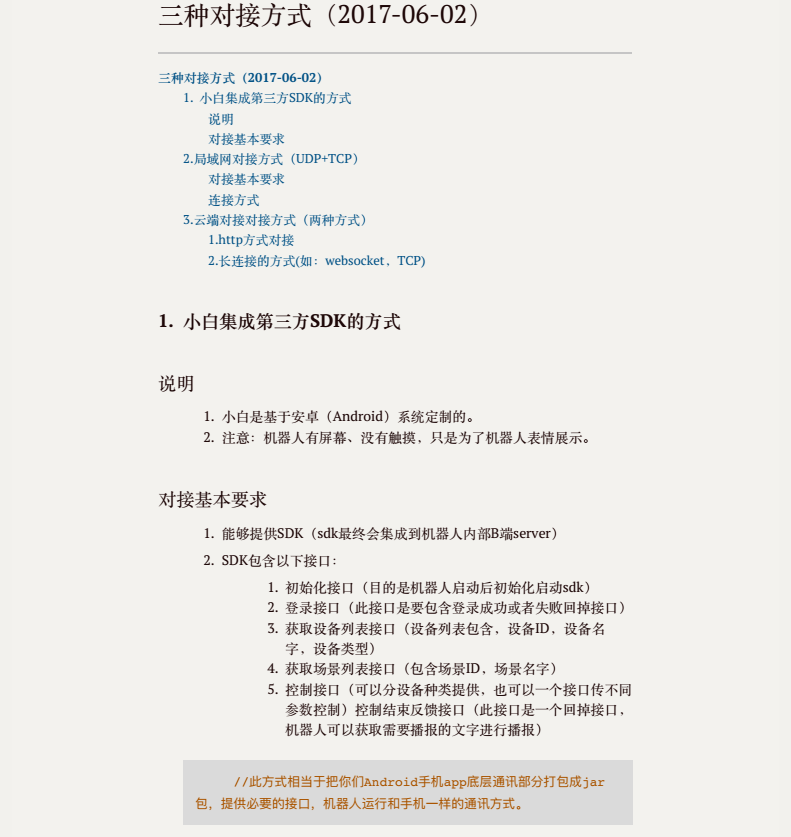 三种对接方式（2017-06-02）
三种对接方式（2017-06-02）
1. 小白集成第三方SDK的方式
说明
对接基本要求
2.局域网对接方式（UDP+TCP）
对接基本要求
连接方式
3.云端对接对接方式（两种方式）
1.http方式对接
2.长连接的方式(如：websocket，TCP)
1. 小白集成第三方SDK的方式
说明
1. 小白是基于安卓（Android）系统定制的。
2. 注意：机器人有屏幕、没有触摸，只是为了机器人表情展示。
对接基本要求
1. 能够提供SDK（sdk最终会集成到机器人内部B端server）
2. SDK包含以下接口：
1. 初始化接口（目的是机器人启动后初始化启动sdk）
2. 登录接口（此接口是要包含登录成功或者失败回掉接口）
3. 获取设备列表接口（设备列表包含，设备ID，设备名
字，设备类型）
4. 获取场景列表接口（包含场景ID，场景名字）
5. 控制接口（可以分设备种类提供，也可以一个接口传不同
参数控制）控制结束反馈接口（此接口是一个回掉接口，
机器人可以获取需要播报的文字进行播报）
//此方式相当于把你们Android手机app底层通讯部分打包成jar
包，提供必要的接口，机器人运行和手机一样的通讯方式。